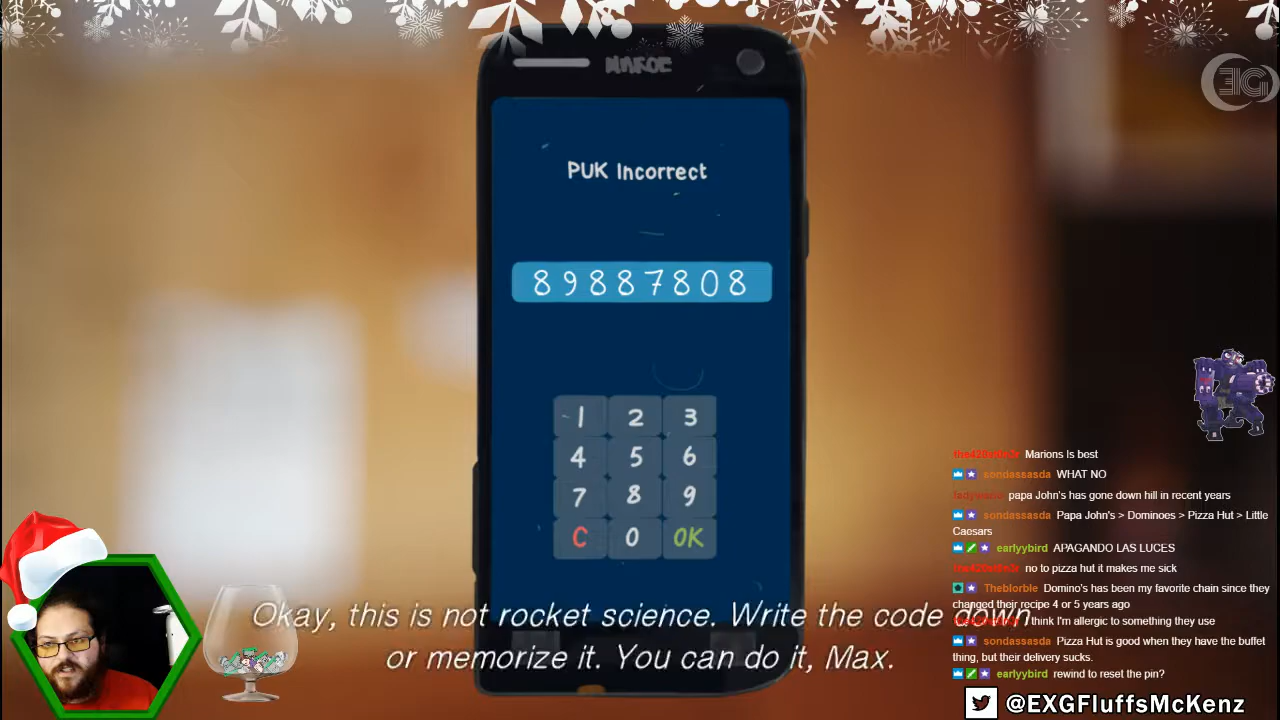 3G
PUK Incorrect
89887808
1 2 3
4 5 6
7 8 9
C 0 OK
Okay, this is not rocket science. Write the code down
or memorize it. You can do it, Max.
Marions Is best
sondassasda WHAT NO
papa John's has gone down hill in recent years
sondassasda Papa John's > Dominoes > Pizza Hut > Little
Caesars
earlyybird APAGANDO LAS LUCES
no to pizza hut it makes me sick
Theblorble Domino's has been my favorite chain since they
changed their recipe 4 or 5 years ago
I think I'm allergic to something they use
sondassasda Pizza Hut is good when they have the buffet
thing, but their delivery sucks.
earlyybird rewind to reset the pin?
@EXGFluffsMcKenz